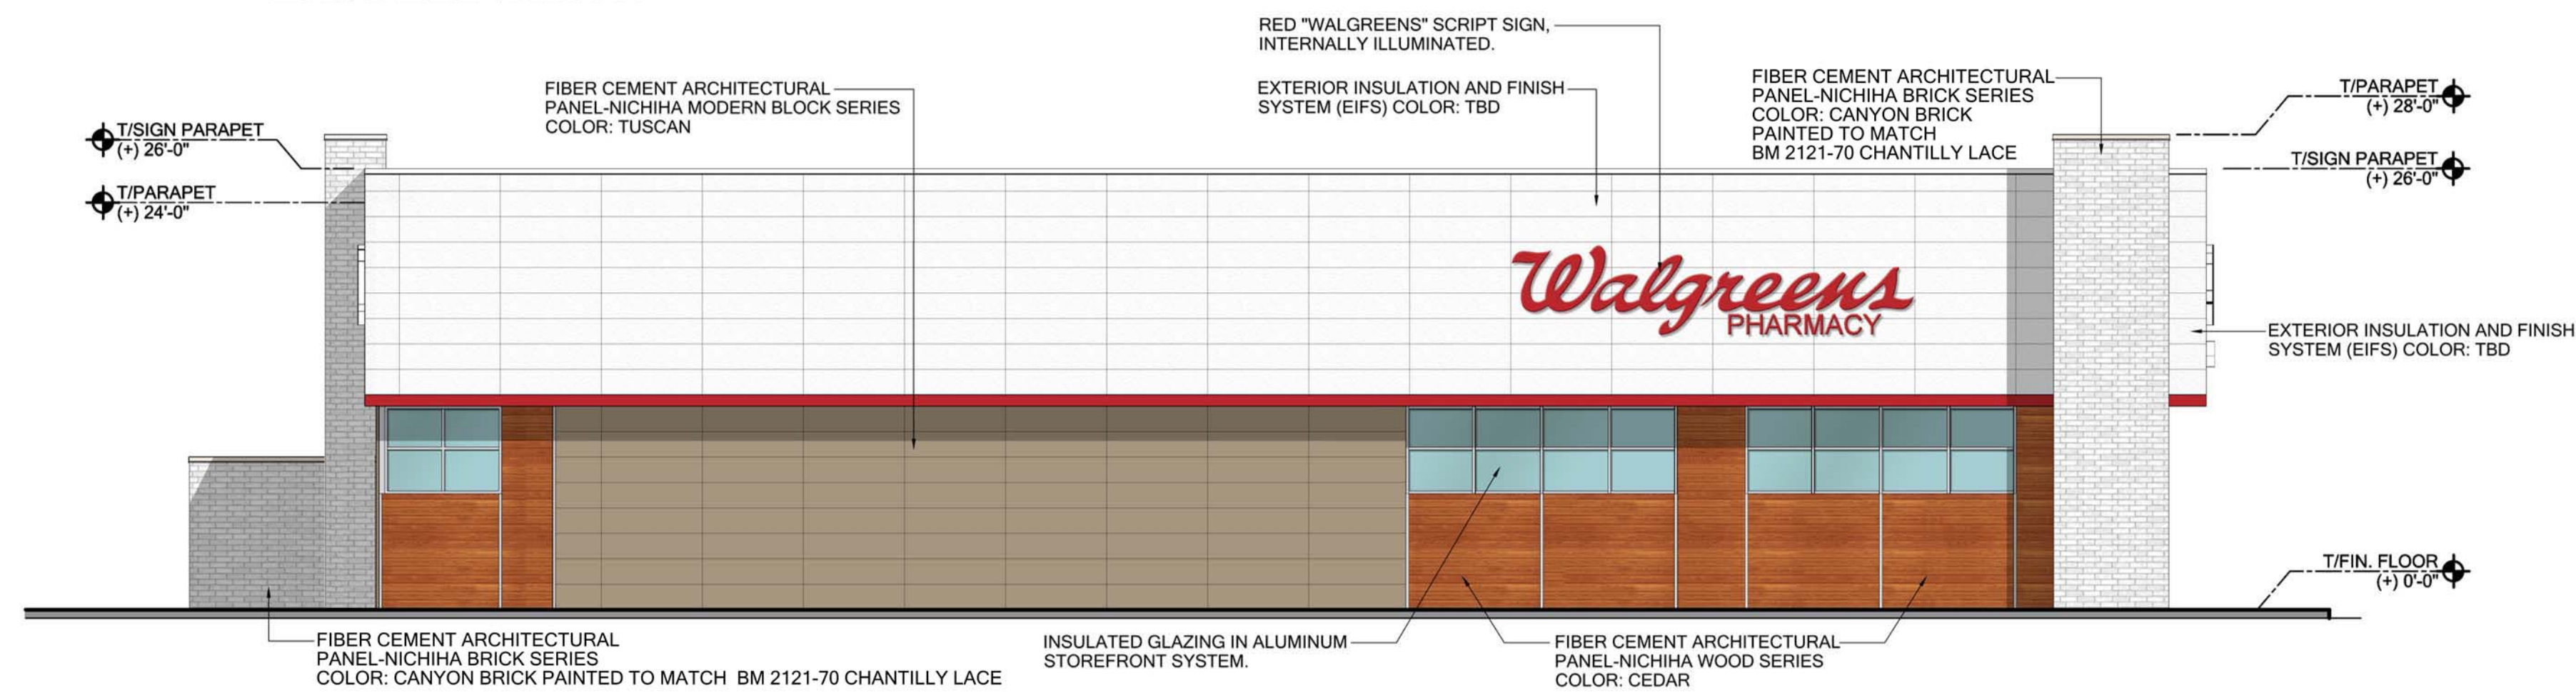 RED "WALGREENS" SCRIPT SIGN,
INTERNALLY ILLUMINATED.
FIBER CEMENT ARCHITECTURAL
PANEL-NICHIHA MODERN BLOCK SERIES
COLOR: TUSCAN
EXTERIOR INSULATION AND FINISH
SYSTEM (EIFS) COLOR: TBD
FIBER CEMENT ARCHITECTURAL
PANEL-NICHIHA BRICK SERIES
COLOR: CANYON BRICK
PAINTED TO MATCH
BM 2121-70 CHANTILLY LACE
T/PARAPET
(+) 28'-0"
T/SIGN PARAPET
(+) 26'-0"
T/SIGN PARAPET
(+) 26'-0"
T/PARAPET
(+) 24'-0"
Walgreens
PHARMACY
EXTERIOR INSULATION AND FINISH
SYSTEM (EIFS) COLOR: TBD
T/FIN. FLOOR
(+) 0'-0"
FIBER CEMENT ARCHITECTURAL
PANEL-NICHIHA BRICK SERIES
COLOR: CANYON BRICK PAINTED TO MATCH BM 2121-70 CHANTILLY LACE
INSULATED GLAZING IN ALUMINUM
STOREFRONT SYSTEM.
FIBER CEMENT ARCHITECTURAL
PANEL-NICHIHA WOOD SERIES
COLOR: CEDAR